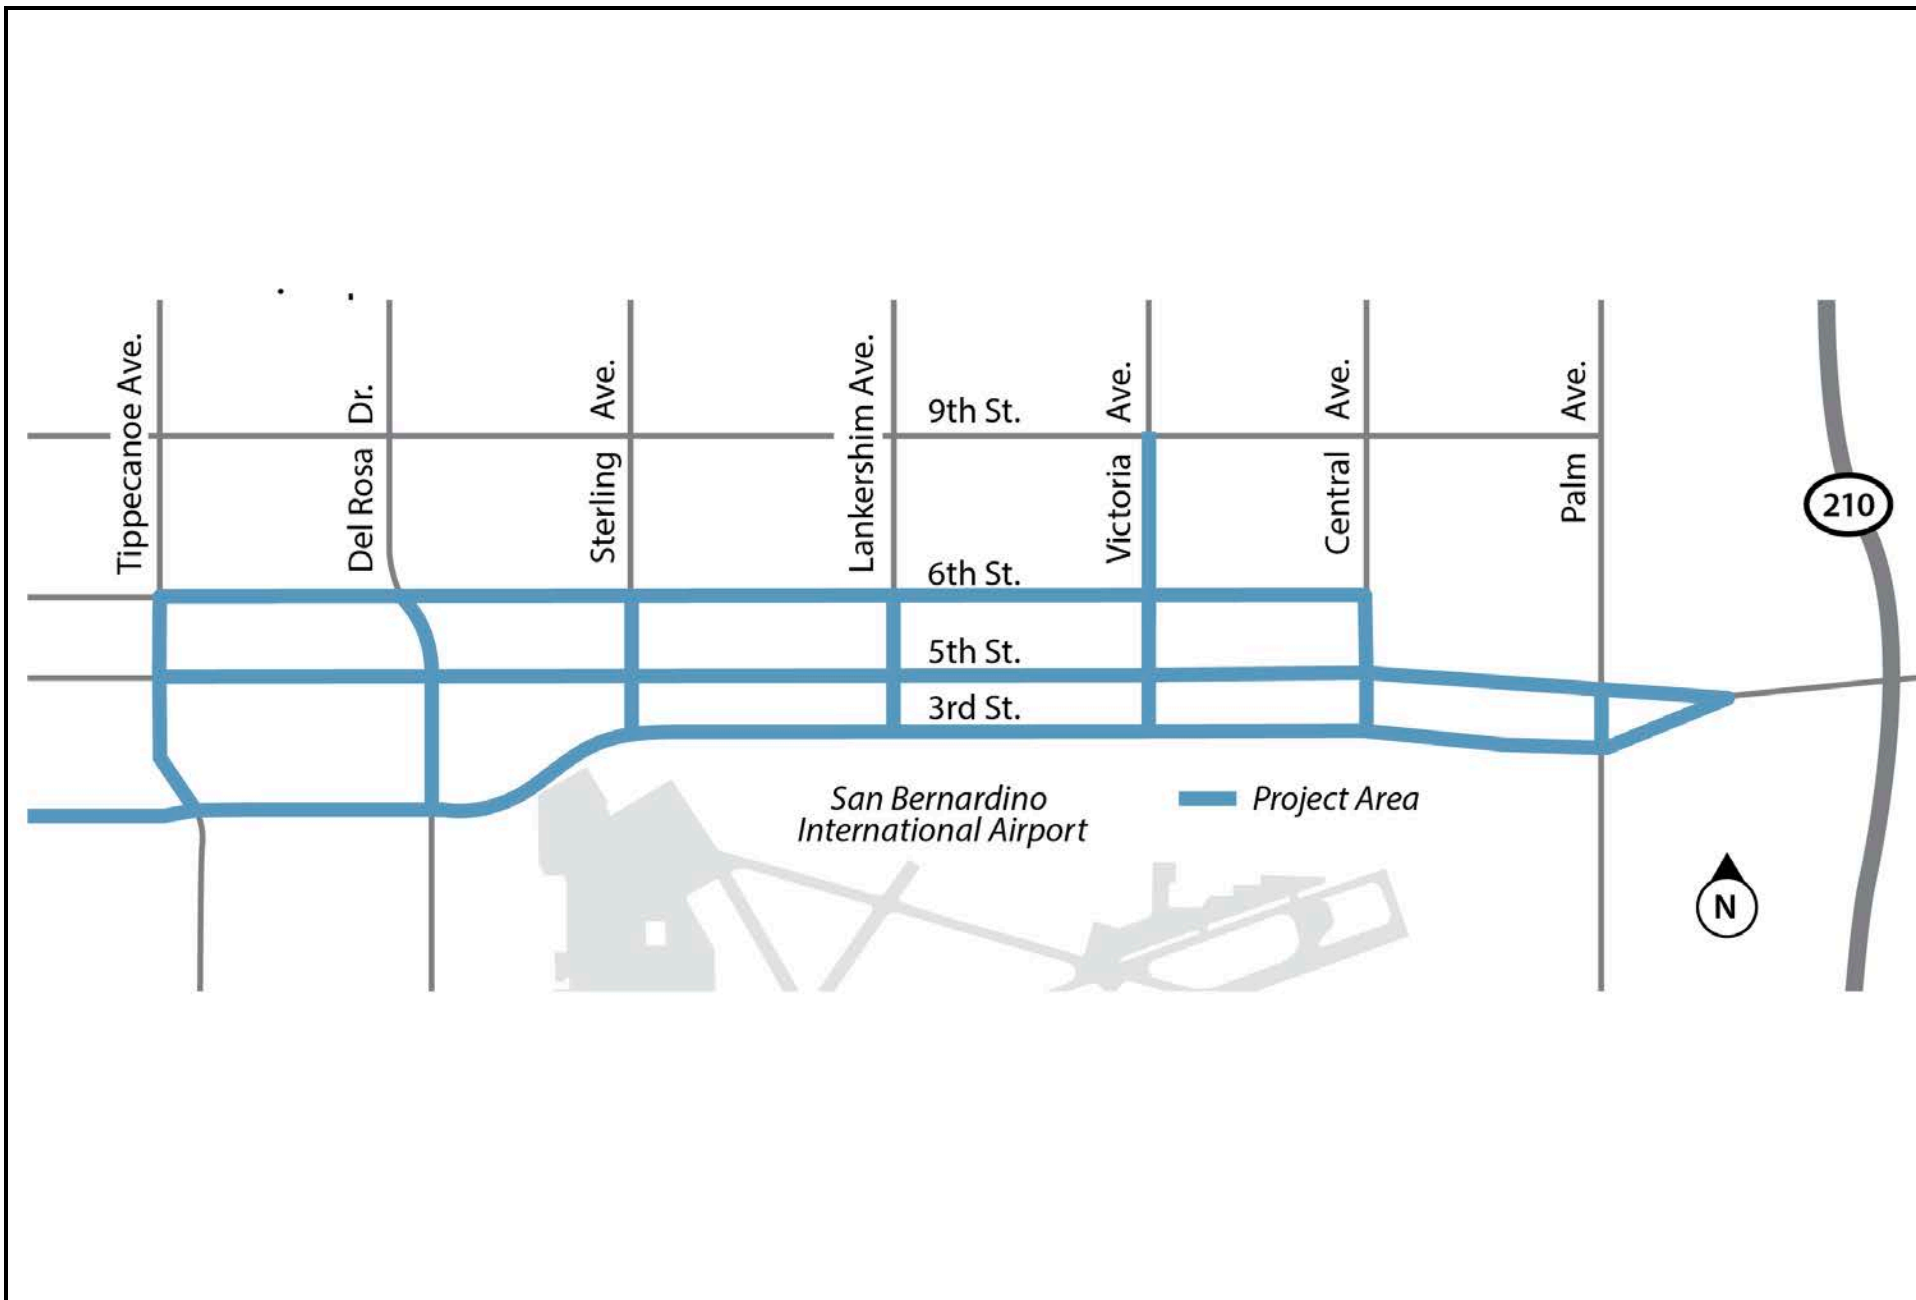 Tippecanoe Ave.
Del Rosa Dr.
Sterling Ave.
Lankershim Ave.
Victoria Ave.
Central Ave.
Palm Ave.
9th St.
210
6th St.
5th St.
3rd St.
San Bernardino
International Airport
Project Area
N